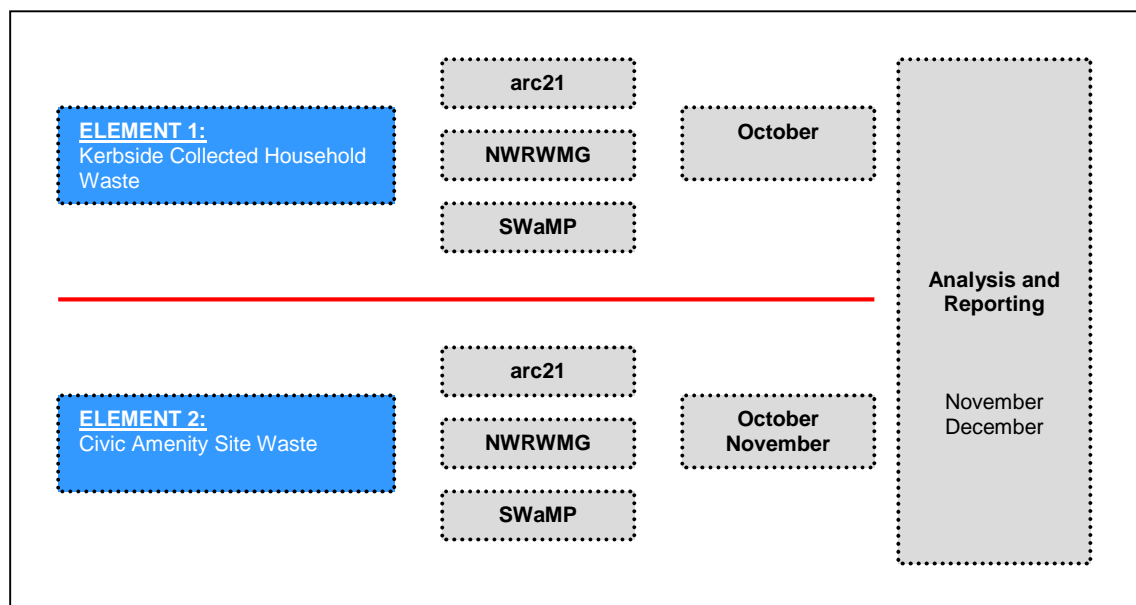 ELEMENT 1:
Kerbside Collected Household
Waste
arc21
NWRWMG
SWaMP
October
ELEMENT 2:
Civic Amenity Site Waste
arc21
NWRWMG
SWaMP
October
November
Analysis and
Reporting
November
December